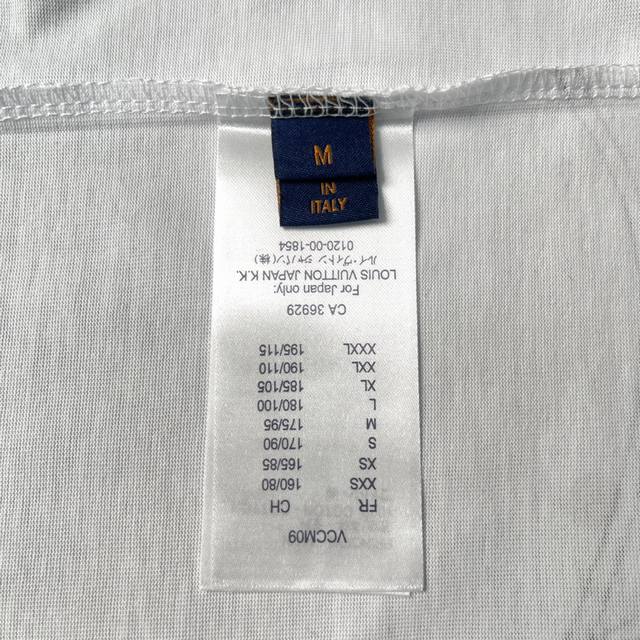 M
IN
ITALY
VCCM09
FR CH
XXS 160/80
XS 165/85
S 170/90
M 175/95
L 180/100
XL 185/105
XXL 190/110
XXXL 195/115
CA 36929
For Japan only:
LOUIS VUITTON JAPAN K.K.
ルイ・ヴィトン ジャパン(株)
0120-00-1854